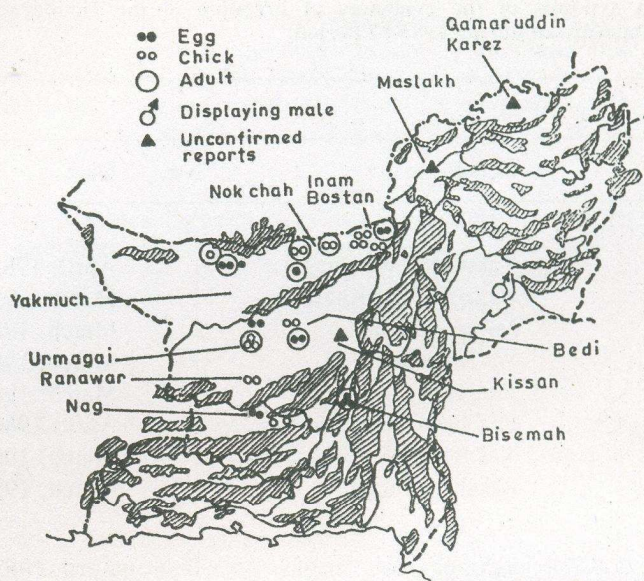 Egg
Chick
Adult
Displaying male
Unconfirmed
reports
Qamaruddin
Karez
Maslakh
Nok chah
Inam
Bostan
Yakmuch
Urmagai
Ranawar
Nag
Bedi
Kissan
Bisemah